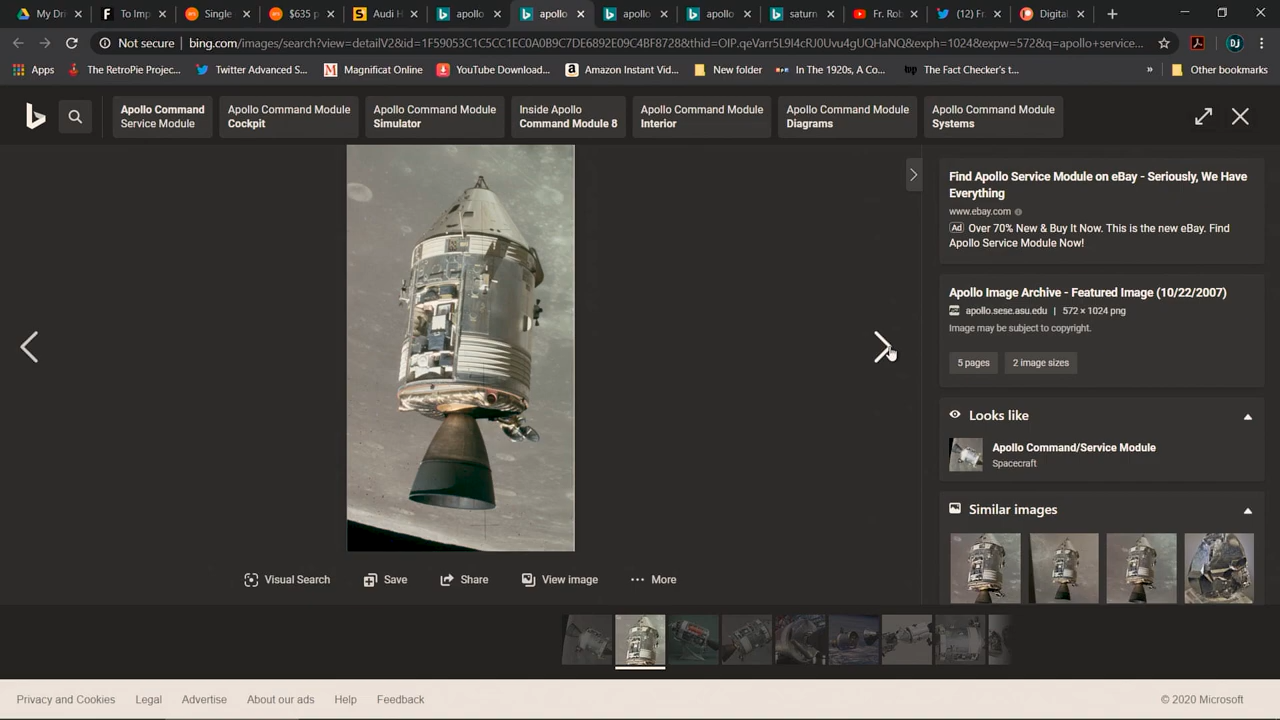 My Dri
To Imp
Single
$635 p
Audi H
apollo
apollo
apollo
apollo
saturn
Fr. Rob
(12) Fr
Digital
Not secure | bing.com/images/search?view=detailV2&id=1F59053C1C5CC1EC0A0B9C7DE6892E09C4BF8728&thid=OIP.qeVarr5L9I4cRJ0Uvu4gUQHaNQ&exph=1024&expw=572&q=apollo+service...
DJ
Apps
The RetroPie Projec...
Twitter Advanced S...
Magnificat Online
YouTube Download...
Amazon Instant Vid...
New folder
In The 1920s, A Co...
The Fact Checker's t...
»
Other bookmarks
Apollo Command
Service Module
Apollo Command Module
Cockpit
Apollo Command Module
Simulator
Inside Apollo
Command Module 8
Apollo Command Module
Interior
Apollo Command Module
Diagrams
Apollo Command Module
Systems
Find Apollo Service Module on eBay - Seriously, We Have
Everything
www.ebay.com
Ad Over 70% New & Buy It Now. This is the new eBay. Find
Apollo Service Module Now!
Apollo Image Archive - Featured Image (10/22/2007)
apollo.sese.asu.edu | 572 × 1024 png
Image may be subject to copyright.
5 pages
2 image sizes
Looks like
Apollo Command/Service Module
Spacecraft
Similar images
Visual Search
Save
Share
View image
More
Privacy and Cookies
Legal
Advertise
About our ads
Help
Feedback
© 2020 Microsoft